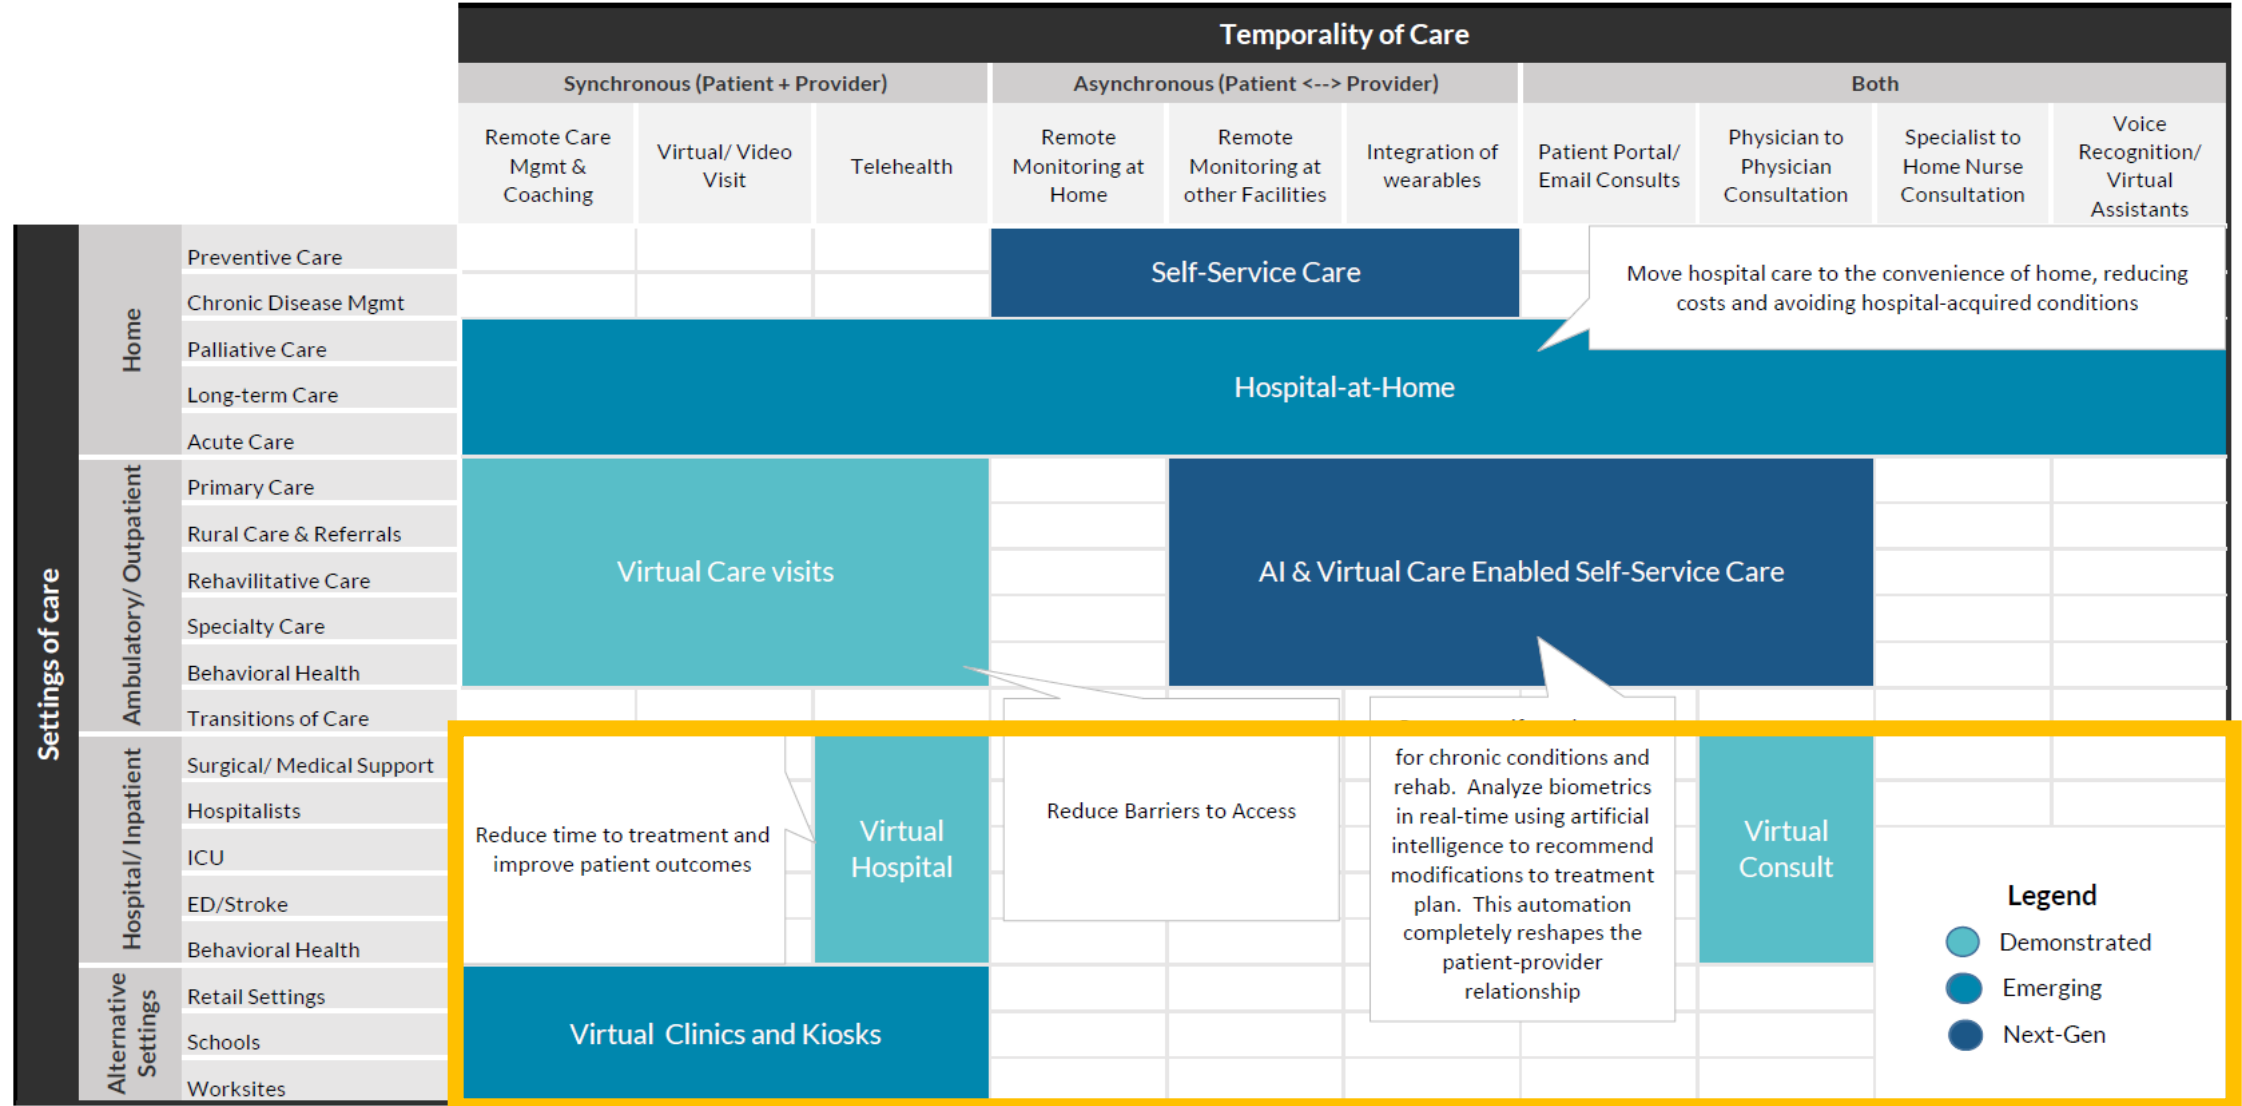 Temporality of Care
Synchronous (Patient + Provider)
Asynchronous (Patient <--> Provider)
Both
Remote Care
Mgmt &
Coaching
Virtual/ Video
Visit
Telehealth
Remote
Monitoring at
Home
Remote
Monitoring at
other Facilities
Integration of
wearables
Patient Portal/
Email Consults
Physician to
Physician
Consultation
Specialist to
Home Nurse
Consultation
Voice
Recognition/
Virtual
Assistants
Settings of care
Home
Preventive Care
Chronic Disease Mgmt
Palliative Care
Long-term Care
Acute Care
Self-Service Care
Move hospital care to the convenience of home, reducing
costs and avoiding hospital-acquired conditions
Hospital-at-Home
Ambulatory/ Outpatient
Primary Care
Rural Care & Referrals
Rehavilitative Care
Specialty Care
Behavioral Health
Transitions of Care
Virtual Care visits
AI & Virtual Care Enabled Self-Service Care
Hospital/ Inpatient
Surgical/ Medical Support
Hospitalists
ICU
ED/Stroke
Behavioral Health
Reduce time to treatment and
improve patient outcomes
Virtual
Hospital
Reduce Barriers to Access
for chronic conditions and
rehab. Analyze biometrics
in real-time using artificial
intelligence to recommend
modifications to treatment
plan. This automation
completely reshapes the
patient-provider
relationship
Virtual
Consult
Alternative
Settings
Retail Settings
Schools
Worksites
Virtual Clinics and Kiosks
Legend
Demonstrated
Emerging
Next-Gen